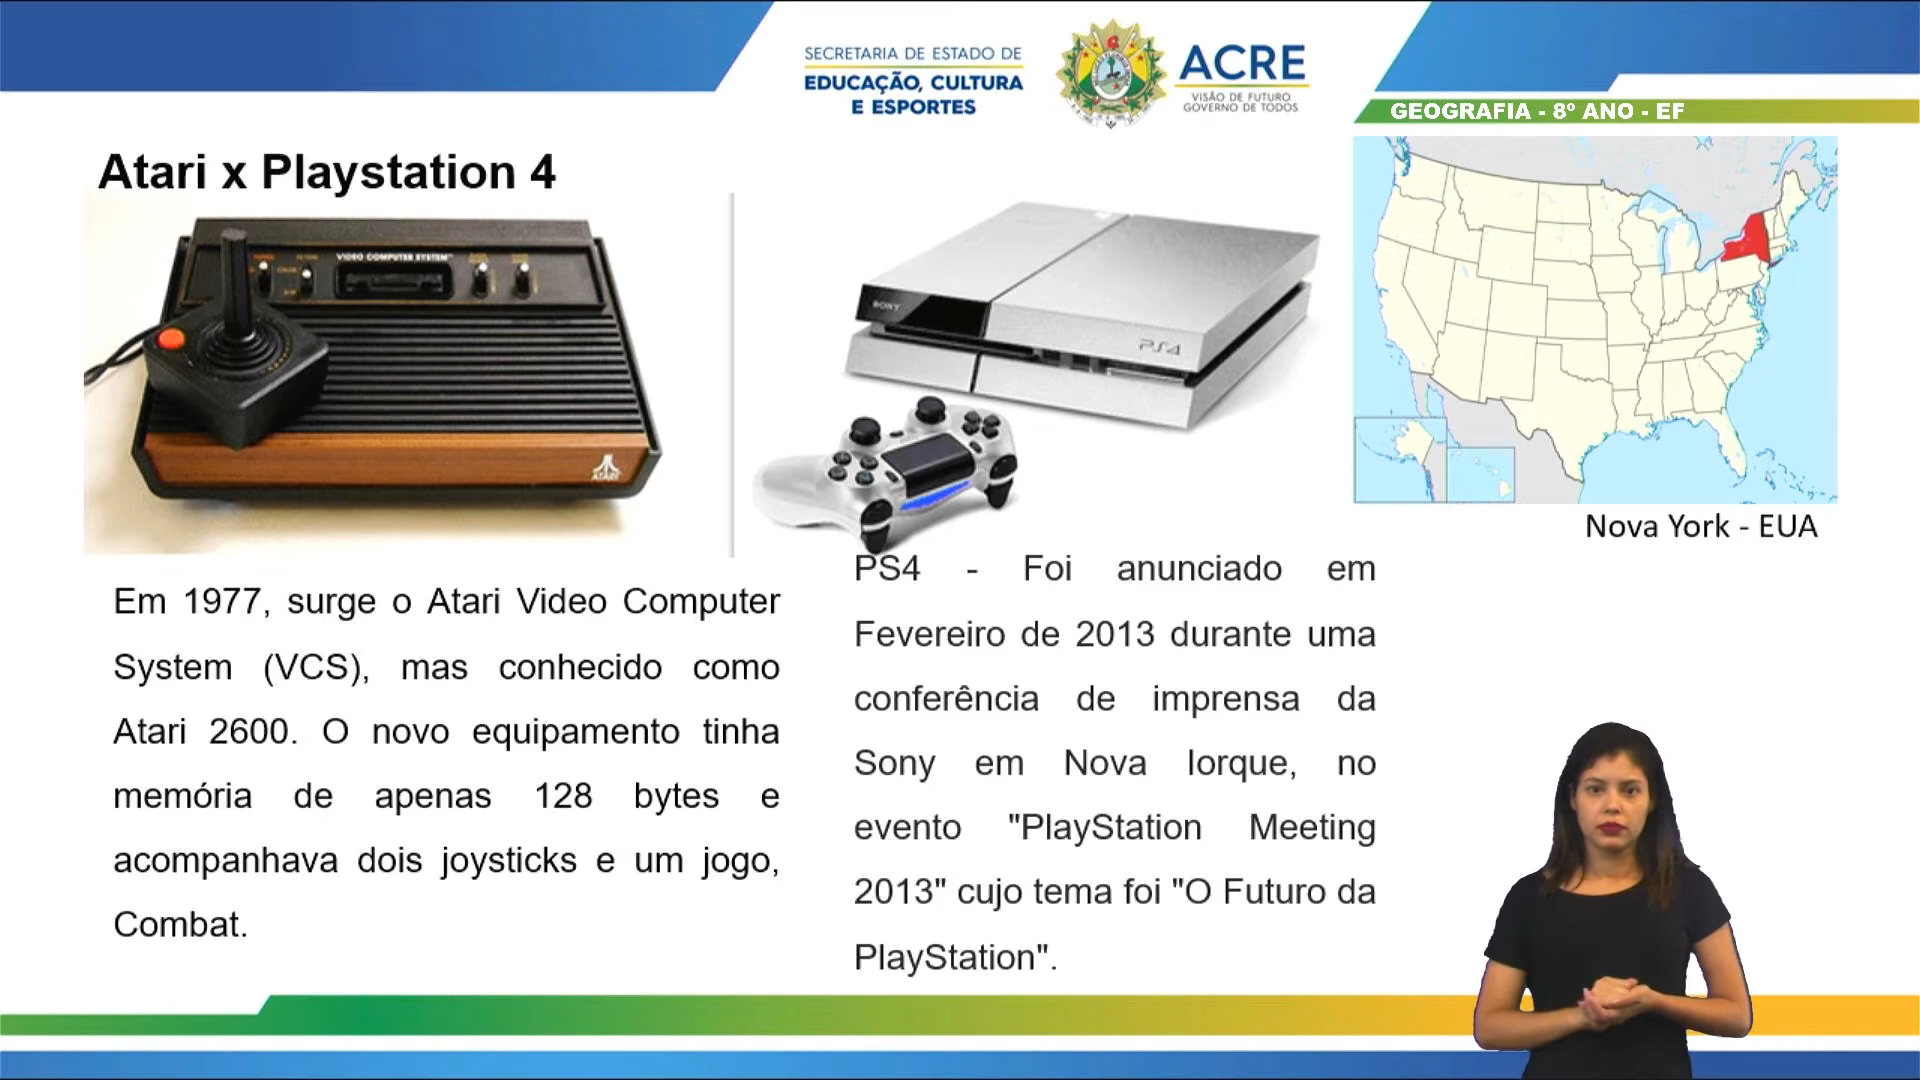 SECRETARIA DE ESTADO DE
EDUCAÇÃO, CULTURA
E ESPORTES
ACRE
VISÃO DE FUTURO
GOVERNO DE TODOS
GEOGRAFIA - 8º ANO - EF
Atari x Playstation 4
VIDEO COMPUTER SYSTEM
ATARI
SONY
PS4
Nova York - EUA
Em 1977, surge o Atari Video Computer
System (VCS), mas conhecido como
Atari 2600. O novo equipamento tinha
memória de apenas 128 bytes e
acompanhava dois joysticks e um jogo,
Combat.
PS4 - Foi anunciado em
Fevereiro de 2013 durante uma
conferência de imprensa da
Sony em Nova Iorque, no
evento "PlayStation Meeting
2013" cujo tema foi "O Futuro da
PlayStation".